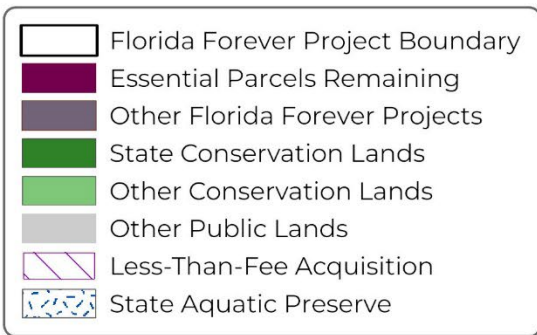 Florida Forever Project Boundary
Essential Parcels Remaining
Other Florida Forever Projects
State Conservation Lands
Other Conservation Lands
Other Public Lands
Less-Than-Fee Acquisition
State Aquatic Preserve